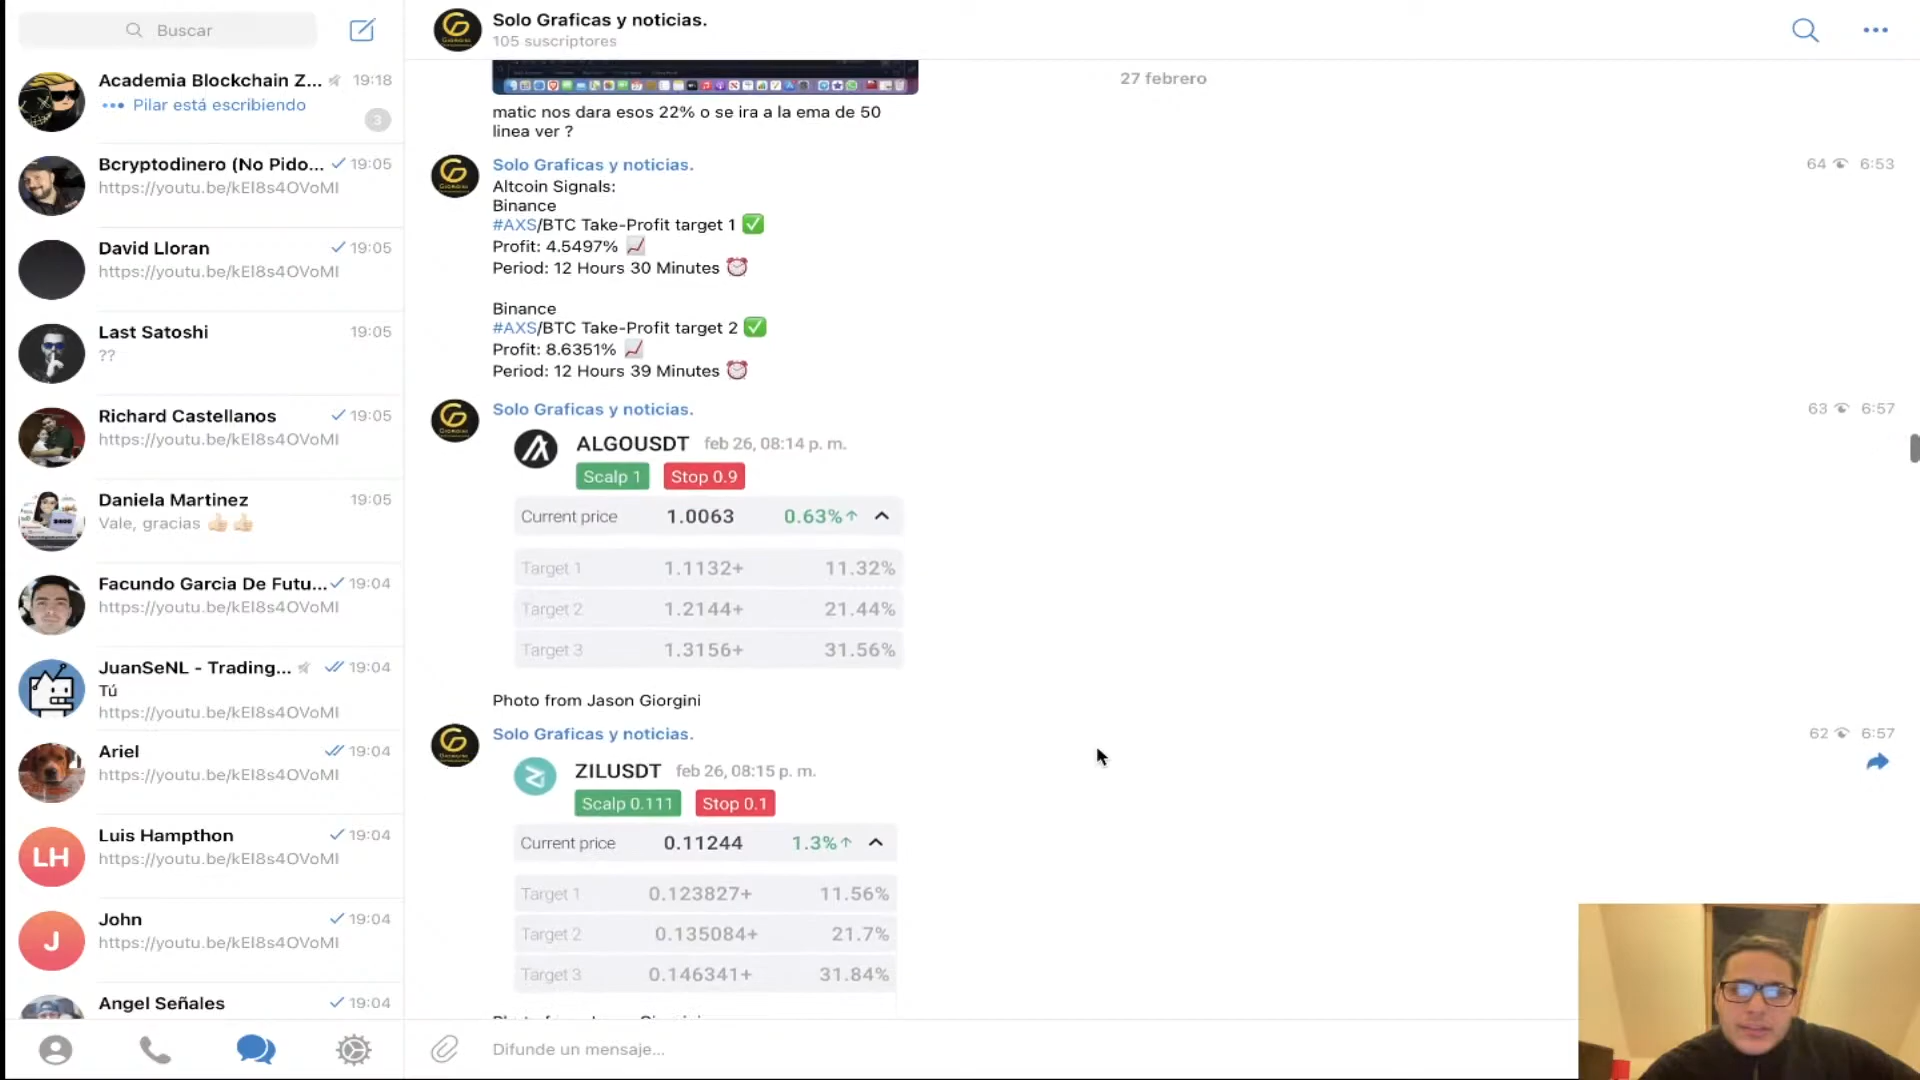 Buscar
Academia Blockchain Z... 19:18
Pilar está escribiendo
3
Bcryptodinero (No Pido... 19:05
https://youtu.be/kEl8s4OVoMI
David Lloran 19:05
https://youtu.be/kEl8s4OVoMI
Last Satoshi 19:05
??
Richard Castellanos 19:05
https://youtu.be/kEl8s4OVoMI
Daniela Martinez 19:05
Vale, gracias 👍🏻👍🏻
Facundo Garcia De Futu... 19:04
https://youtu.be/kEl8s4OVoMI
JuanSeNL - Trading... 19:04
Tú
https://youtu.be/kEl8s4OVoMI
Ariel 19:04
https://youtu.be/kEl8s4OVoMI
LH
Luis Hampthon 19:04
https://youtu.be/kEl8s4OVoMI
J
John 19:04
https://youtu.be/kEl8s4OVoMI
Angel Señales 19:04
Solo Graficas y noticias.
105 suscriptores
27 febrero
matic nos dara esos 22% o se ira a la ema de 50
linea ver ?
Solo Graficas y noticias. 64 6:53
Altcoin Signals:
Binance
#AXS/BTC Take-Profit target 1 ✅
Profit: 4.5497% 📈
Period: 12 Hours 30 Minutes ⏰
Binance
#AXS/BTC Take-Profit target 2 ✅
Profit: 8.6351% 📈
Period: 12 Hours 39 Minutes ⏰
Solo Graficas y noticias. 63 6:57
ALGOUSDT feb 26, 08:14 p. m.
Scalp 1 Stop 0.9
Current price 1.0063 0.63%↑
Target 1 1.1132+ 11.32%
Target 2 1.2144+ 21.44%
Target 3 1.3156+ 31.56%
Photo from Jason Giorgini
Solo Graficas y noticias. 62 6:57
ZILUSDT feb 26, 08:15 p. m.
Scalp 0.111 Stop 0.1
Current price 0.11244 1.3%↑
Target 1 0.123827+ 11.56%
Target 2 0.135084+ 21.7%
Target 3 0.146341+ 31.84%
Difunde un mensaje...